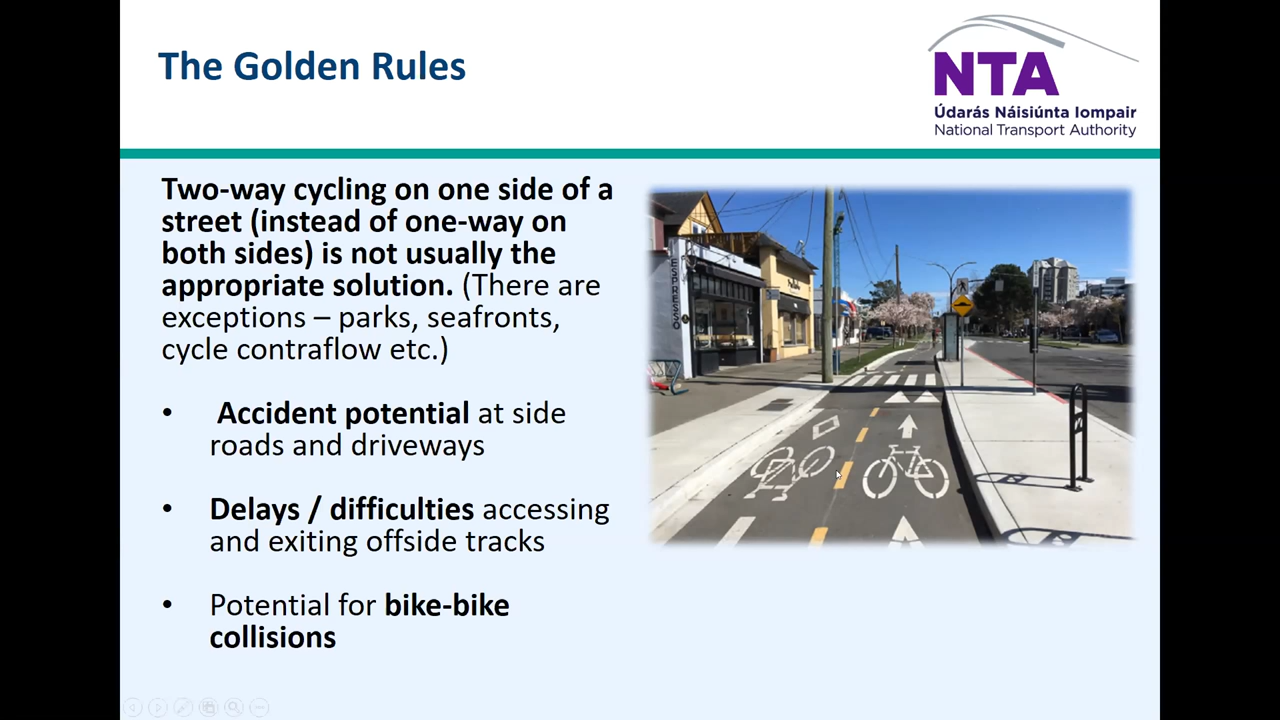 The Golden Rules
NTA
Údarás Náisiúnta Iompair
National Transport Authority
Two-way cycling on one side of a
street (instead of one-way on
both sides) is not usually the
appropriate solution. (There are
exceptions – parks, seafronts,
cycle contraflow etc.)
• Accident potential at side
roads and driveways
• Delays / difficulties accessing
and exiting offside tracks
• Potential for bike-bike
collisions
ESPRESSO